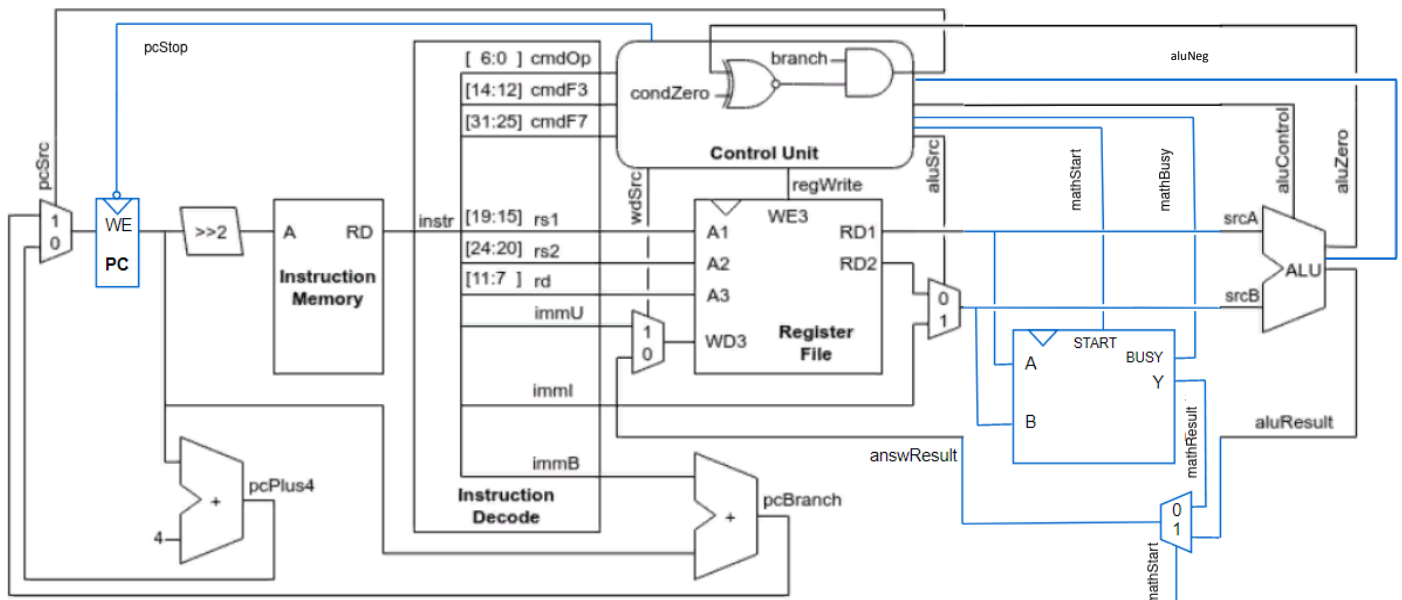 pcStop
aluNeg
[ 6:0 ] cmdOp
[14:12] cmdF3
[31:25] cmdF7
branch
condZero
Control Unit
pcSrc
wdSrc
regWrite
aluSrc
mathStart
mathBusy
aluControl
aluZero
1
0
WE
PC
>>2
A
RD
Instruction
Memory
instr
[19:15] rs1
[24:20] rs2
[11:7 ] rd
immU
immI
immB
Instruction
Decode
1
0
WE3
A1
A2
A3
WD3
RD1
RD2
Register
File
0
1
srcA
srcB
ALU
START
BUSY
A
B
Y
mathResult
aluResult
answResult
0
1
mathStart
pcPlus4
+
4
+
pcBranch